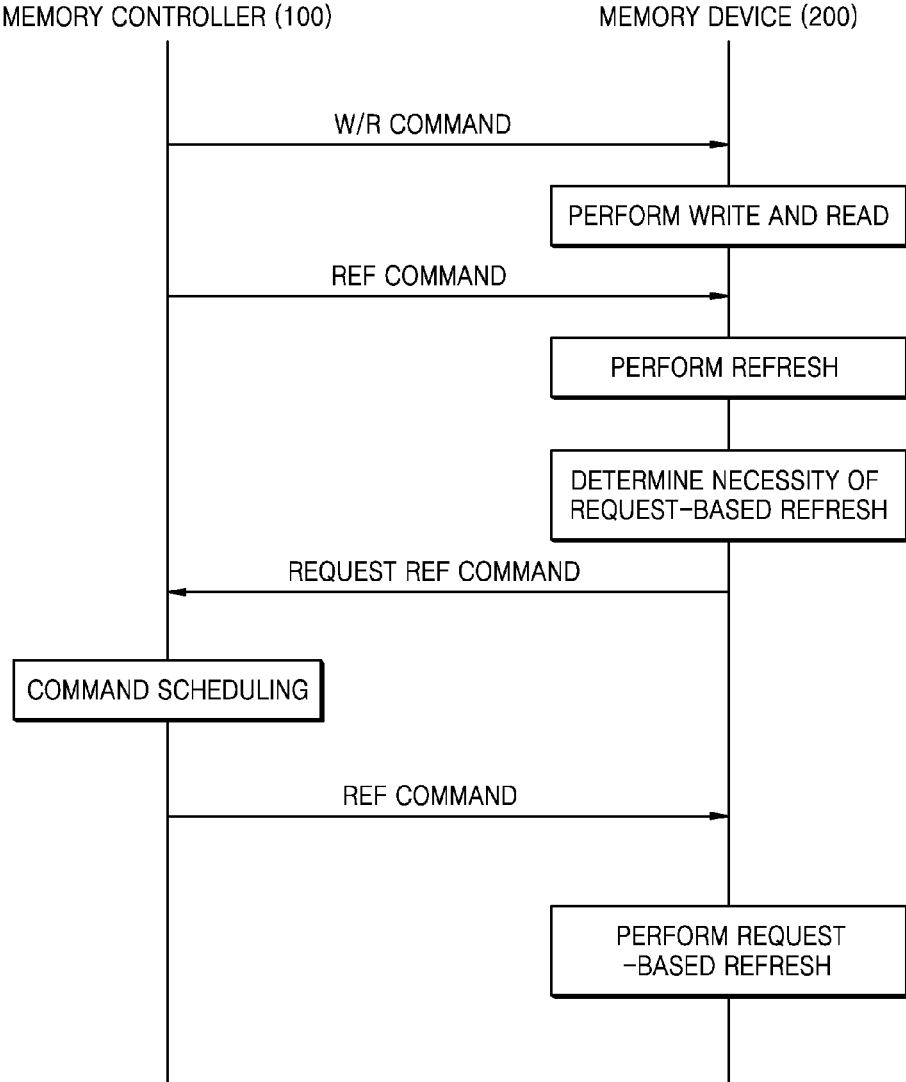 MEMORY CONTROLLER (100)
MEMORY DEVICE (200)
W/R COMMAND
PERFORM WRITE AND READ
REF COMMAND
PERFORM REFRESH
DETERMINE NECESSITY OF
REQUEST-BASED REFRESH
REQUEST REF COMMAND
COMMAND SCHEDULING
REF COMMAND
PERFORM REQUEST
-BASED REFRESH